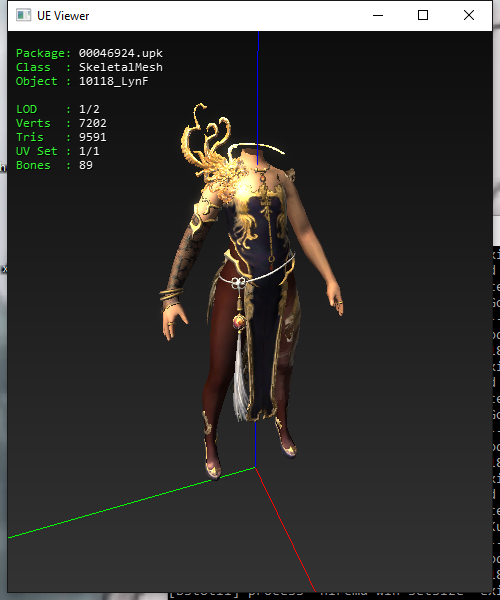 UE Viewer
Package: 00046924.upk
Class : SkeletalMesh
Object : 10118_LynF
LOD : 1/2
Verts : 7202
Tris : 9591
UV Set : 1/1
Bones : 89